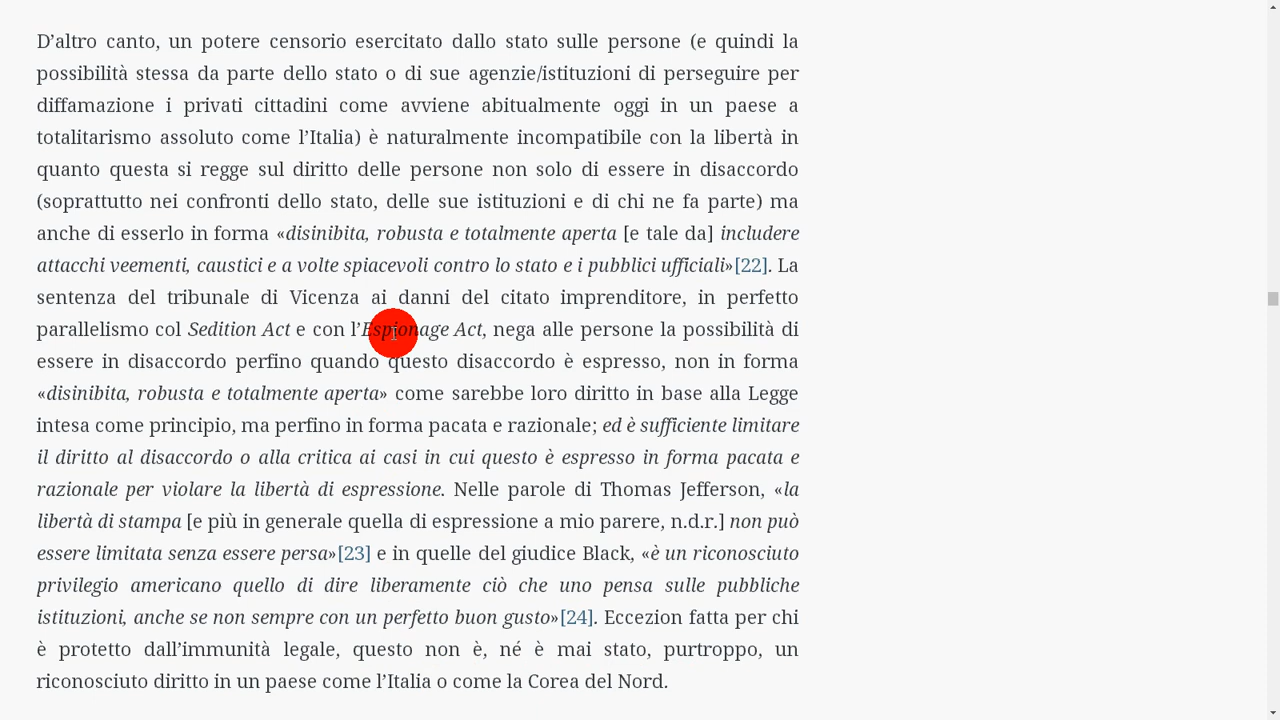 D’altro canto, un potere censorio esercitato dallo stato sulle persone (e quindi la
possibilità stessa da parte dello stato o di sue agenzie/istituzioni di perseguire per
diffamazione i privati cittadini come avviene abitualmente oggi in un paese a
totalitarismo assoluto come l’Italia) è naturalmente incompatibile con la libertà in
quanto questa si regge sul diritto delle persone non solo di essere in disaccordo
(soprattutto nei confronti dello stato, delle sue istituzioni e di chi ne fa parte) ma
anche di esserlo in forma «disinibita, robusta e totalmente aperta [e tale da] includere
attacchi veementi, caustici e a volte spiacevoli contro lo stato e i pubblici ufficiali»[22]. La
sentenza del tribunale di Vicenza ai danni del citato imprenditore, in perfetto
parallelismo col Sedition Act e con l’Espionage Act, nega alle persone la possibilità di
essere in disaccordo perfino quando questo disaccordo è espresso, non in forma
«disinibita, robusta e totalmente aperta» come sarebbe loro diritto in base alla Legge
intesa come principio, ma perfino in forma pacata e razionale; ed è sufficiente limitare
il diritto al disaccordo o alla critica ai casi in cui questo è espresso in forma pacata e
razionale per violare la libertà di espressione. Nelle parole di Thomas Jefferson, «la
libertà di stampa [e più in generale quella di espressione a mio parere, n.d.r.] non può
essere limitata senza essere persa»[23] e in quelle del giudice Black, «è un riconosciuto
privilegio americano quello di dire liberamente ciò che uno pensa sulle pubbliche
istituzioni, anche se non sempre con un perfetto buon gusto»[24]. Eccezion fatta per chi
è protetto dall’immunità legale, questo non è, né è mai stato, purtroppo, un
riconosciuto diritto in un paese come l’Italia o come la Corea del Nord.